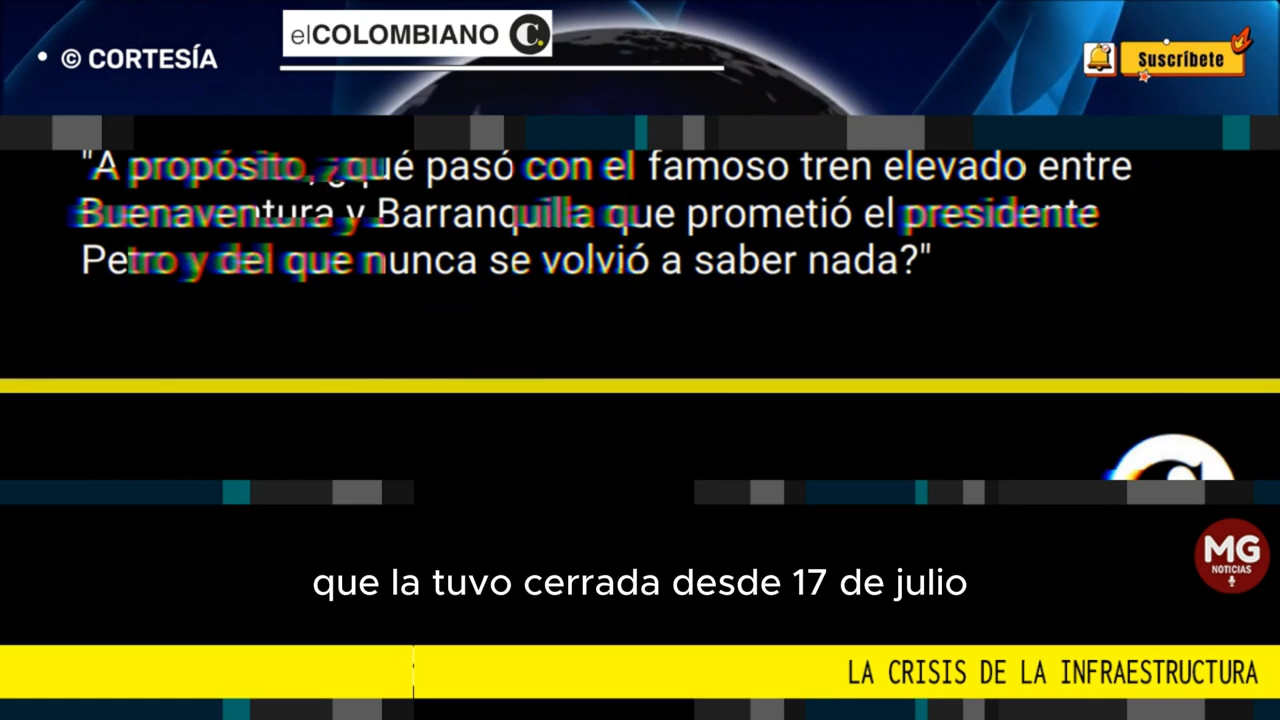 © CORTESÍA
elCOLOMBIANO C.
Suscríbete
"A propósito, ¿qué pasó con el famoso tren elevado entre
Buenaventura y Barranquilla que prometió el presidente
Petro y del que nunca se volvió a saber nada?"
MG
NOTICIAS
que la tuvo cerrada desde 17 de julio
LA CRISIS DE LA INFRAESTRUCTURA